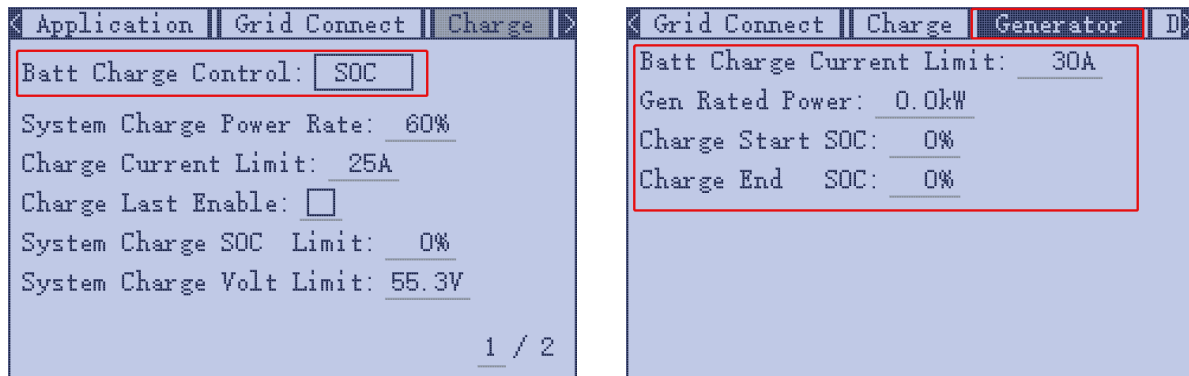 Application Grid Connect Charge
Batt Charge Control: SOC
System Charge Power Rate: 60%
Charge Current Limit: 25A
Charge Last Enable:
System Charge SOC Limit: 0%
System Charge Volt Limit: 55.3V
1 / 2
Grid Connect Charge Generator D
Batt Charge Current Limit: 30A
Gen Rated Power: 0.0kW
Charge Start SOC: 0%
Charge End SOC: 0%